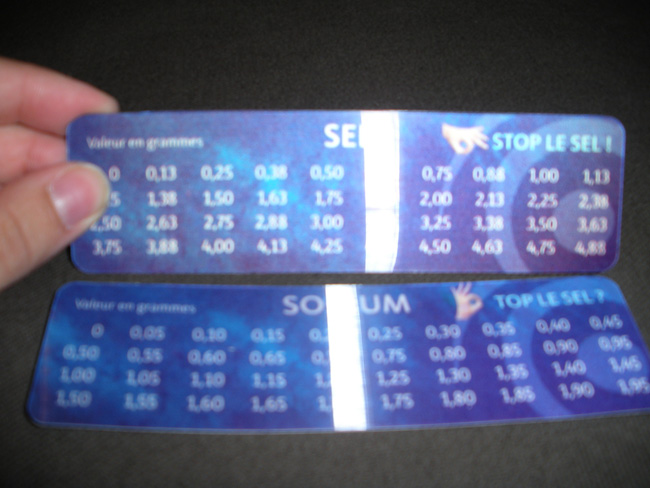 Valeur en grammes SEL STOP LE SEL !
0 0,13 0,25 0,38 0,50 0,75 0,88 1,00 1,13
1,38 1,50 1,63 1,75 2,00 2,13 2,25 2,38
2,63 2,75 2,88 3,00 3,25 3,38 3,50 3,63
3,75 3,88 4,00 4,13 4,25 4,50 4,63 4,75 4,88
Valeur en grammes SO UM TOP LE SEL ?
0 0,05 0,10 0,15 0,25 0,30 0,35 0,40 0,45
0,50 0,55 0,60 0,65 0,75 0,80 0,85 0,90 0,95
1,00 1,05 1,10 1,15 1,25 1,30 1,35 1,40 1,45
1,50 1,55 1,60 1,65 1,75 1,80 1,85 1,90 1,95